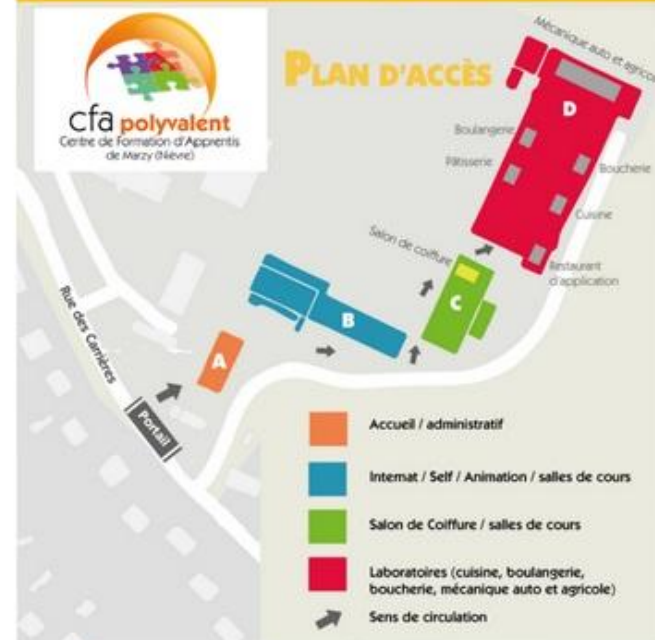 cfa polyvalent
Centre de Formation d'Apprentis
de Marzy (Nièvre)
PLAN D'ACCÈS
Mécanique auto et agricole
D
Boulangerie
Pâtisserie
Boucherie
Cuisine
Salon de coiffure
Restaurant
d'application
C
B
A
Rue des Carrières
Portail
Accueil / administratif
Internat / Self / Animation / salles de cours
Salon de Coiffure / salles de cours
Laboratoires (cuisine, boulangerie,
boucherie, mécanique auto et agricole)
Sens de circulation